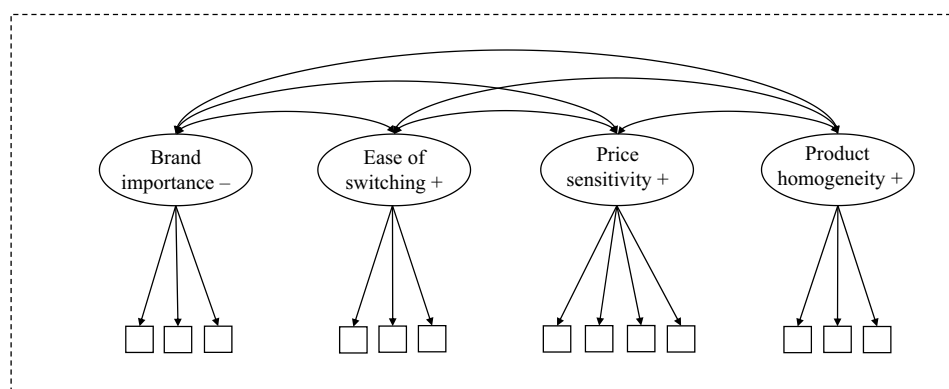 Brand
importance –
Ease of
switching +
Price
sensitivity +
Product
homogeneity +